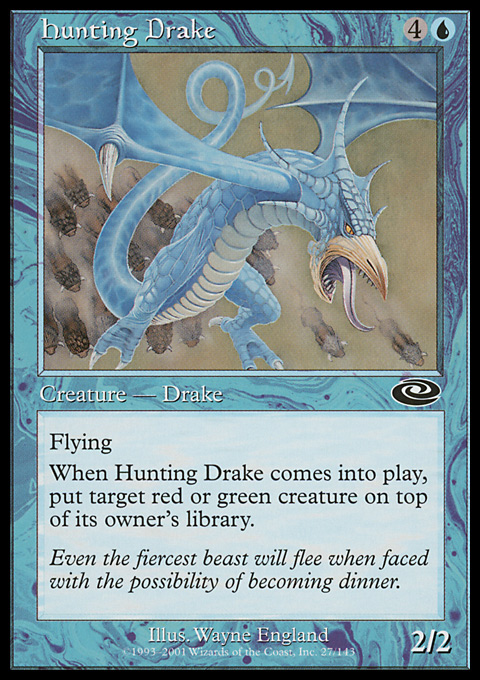 Hunting Drake 4
Creature — Drake
Flying
When Hunting Drake comes into play,
put target red or green creature on top
of its owner's library.
Even the fiercest beast will flee when faced
with the possibility of becoming dinner.
Illus. Wayne England
©1993–2001 Wizards of the Coast, Inc. 27/143
2/2